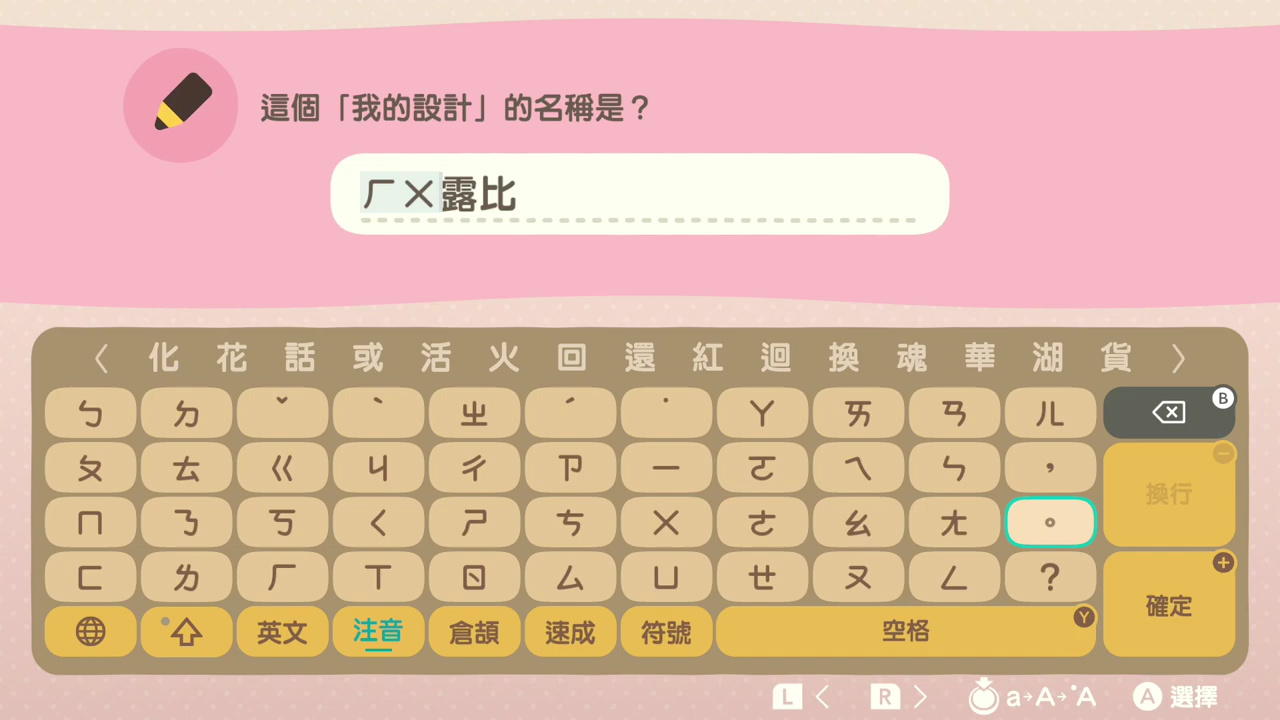 這個「我的設計」的名稱是？
ㄏㄨ露比
〈 化 花 話 或 活 火 回 還 紅 迴 換 魂 華 湖 貨 〉
ㄅ ㄉ ˇ ˋ ㄓ ˊ ˙ ㄚ ㄞ ㄢ ㄦ B
ㄆ ㄊ ㄍ ㄐ ㄔ ㄗ ㄧ ㄛ ㄟ ㄣ ， 換行
ㄇ ㄋ ㄎ ㄑ ㄕ ㄘ ㄨ ㄜ ㄠ ㄤ 。
ㄈ ㄌ ㄏ ㄒ ㄖ ㄙ ㄩ ㄝ ㄡ ㄥ ? 確定
英文 注音 倉頡 速成 符號 空格 Y
L 〈 R 〉 a→A→•A A 選擇